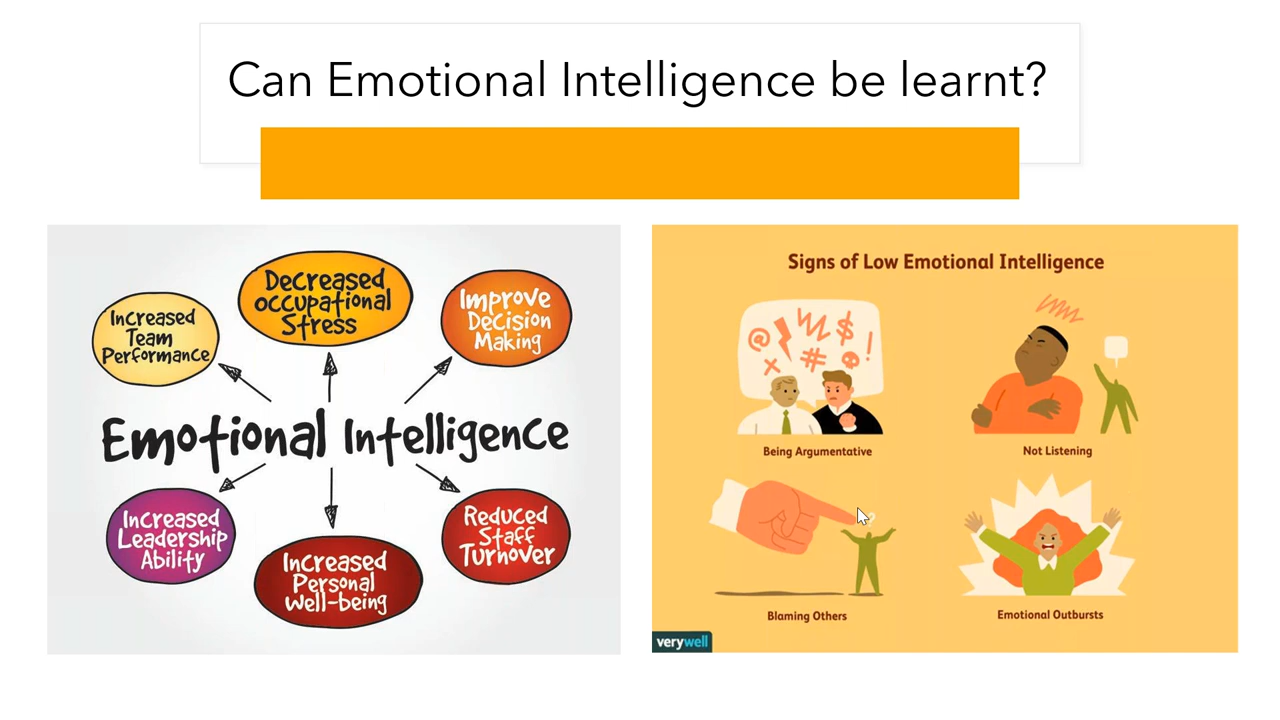 Can Emotional Intelligence be learnt?
Increased
Team
Performance
Decreased
occupational
Stress
Improve
Decision
Making
Emotional Intelligence
Increased
Leadership
Ability
Increased
Personal
well-being
Reduced
Staff
Turnover
Signs of Low Emotional Intelligence
@ $ ! # ×
Being Argumentative
Not Listening
?
Blaming Others
Emotional Outbursts
verywell